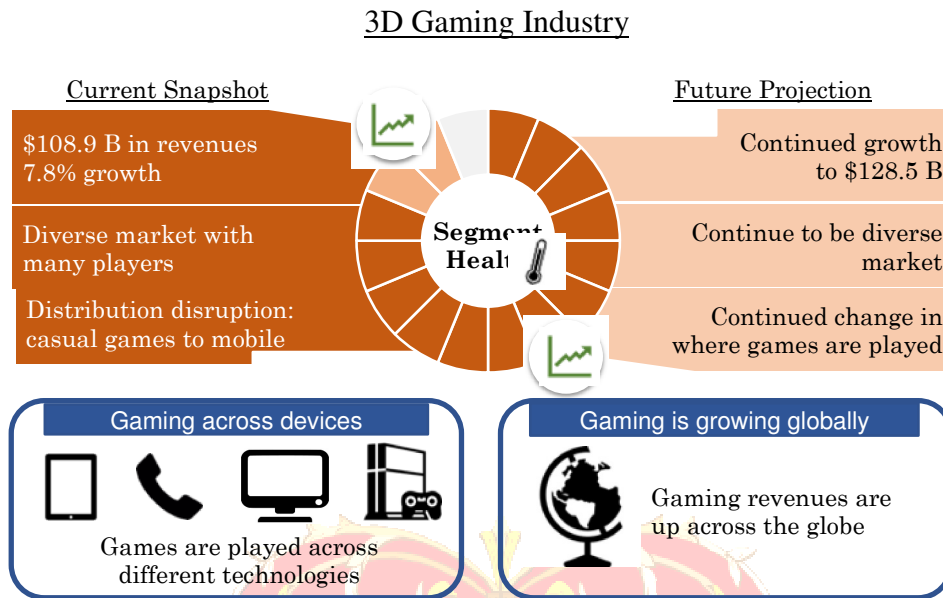 3D Gaming Industry
Current Snapshot
$108.9 B in revenues
7.8% growth
Diverse market with
many players
Distribution disruption:
casual games to mobile
Segment
Healt
Future Projection
Continued growth
to $128.5 B
Continue to be diverse
market
Continued change in
where games are played
Gaming across devices
Games are played across
different technologies
Gaming is growing globally
Gaming revenues are
up across the globe